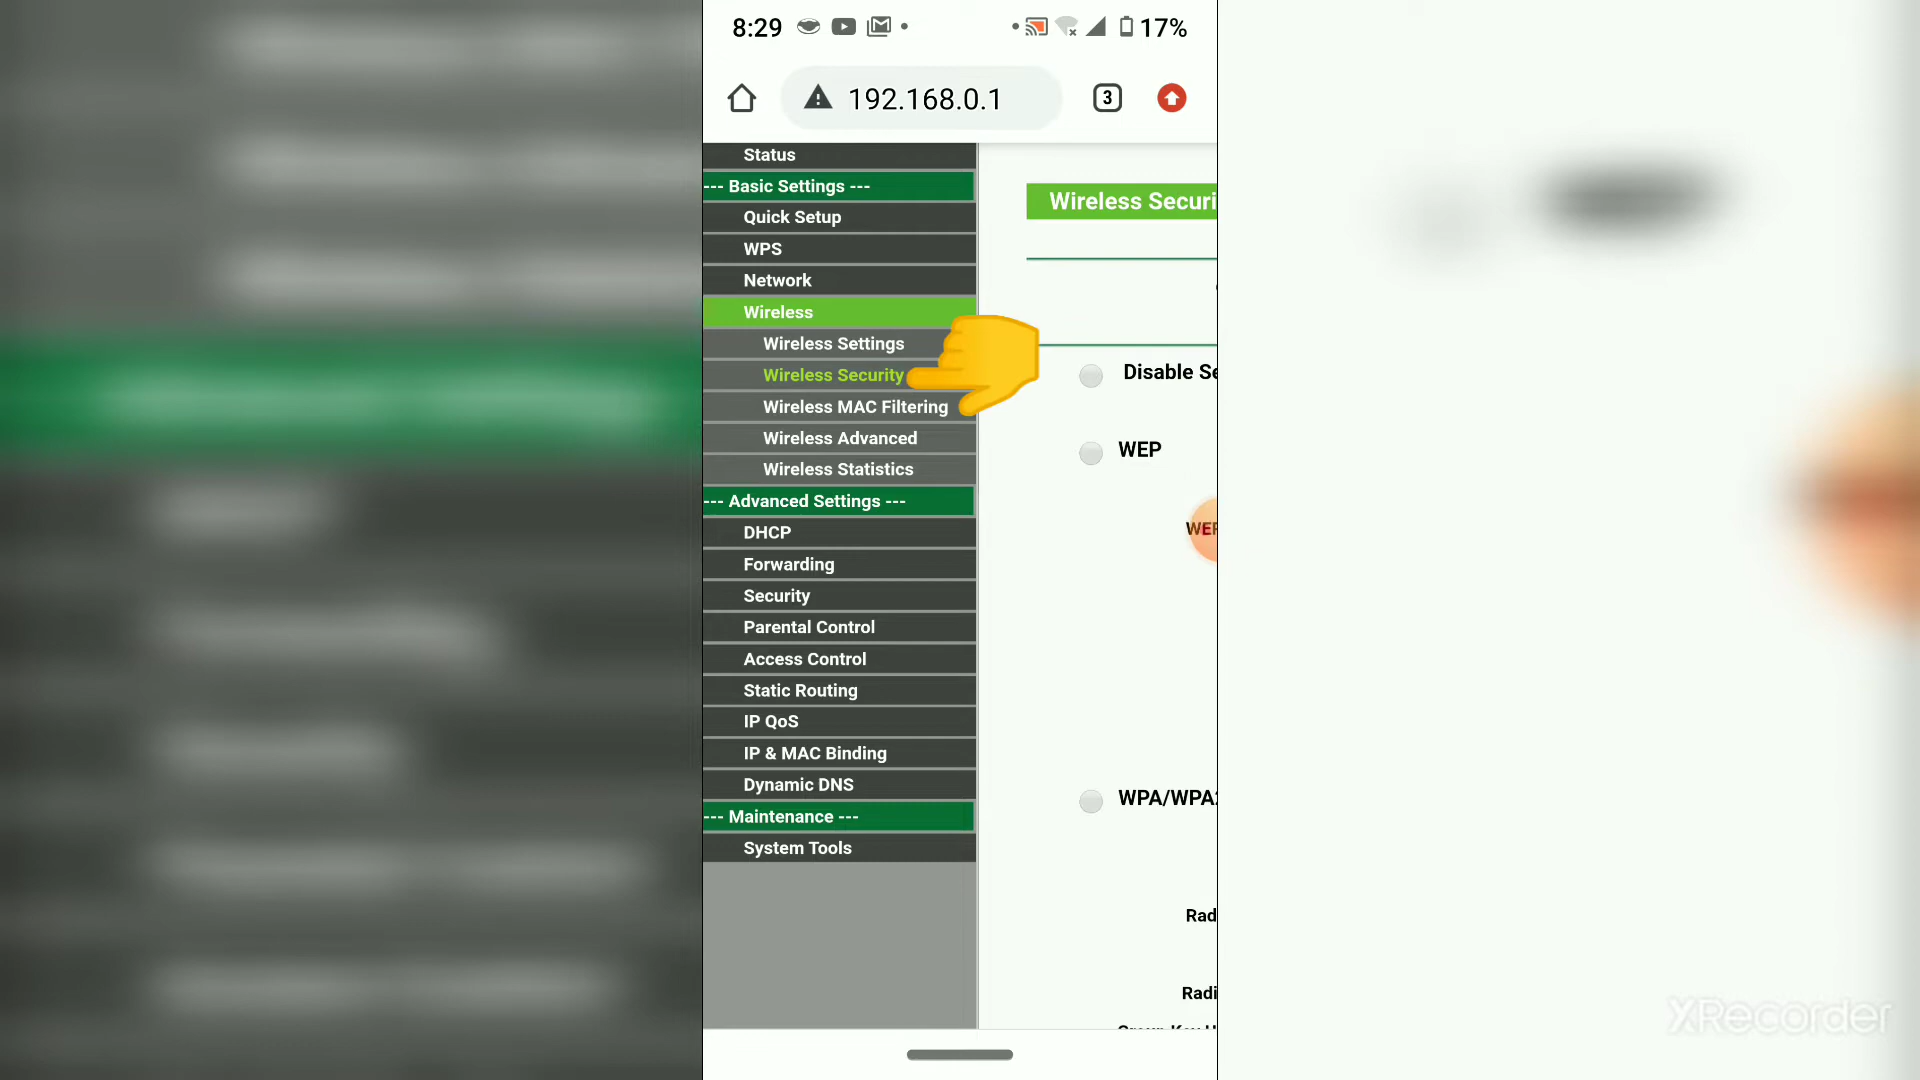 8:29
17%
192.168.0.1
3
Status
--- Basic Settings ---
Quick Setup
WPS
Network
Wireless
Wireless Settings
Wireless Security
Wireless MAC Filtering
Wireless Advanced
Wireless Statistics
--- Advanced Settings ---
DHCP
Forwarding
Security
Parental Control
Access Control
Static Routing
IP QoS
IP & MAC Binding
Dynamic DNS
--- Maintenance ---
System Tools
Wireless Securi
Disable Se
WEP
WEP
WPA/WPA2
Rad
Radi
XRecorder